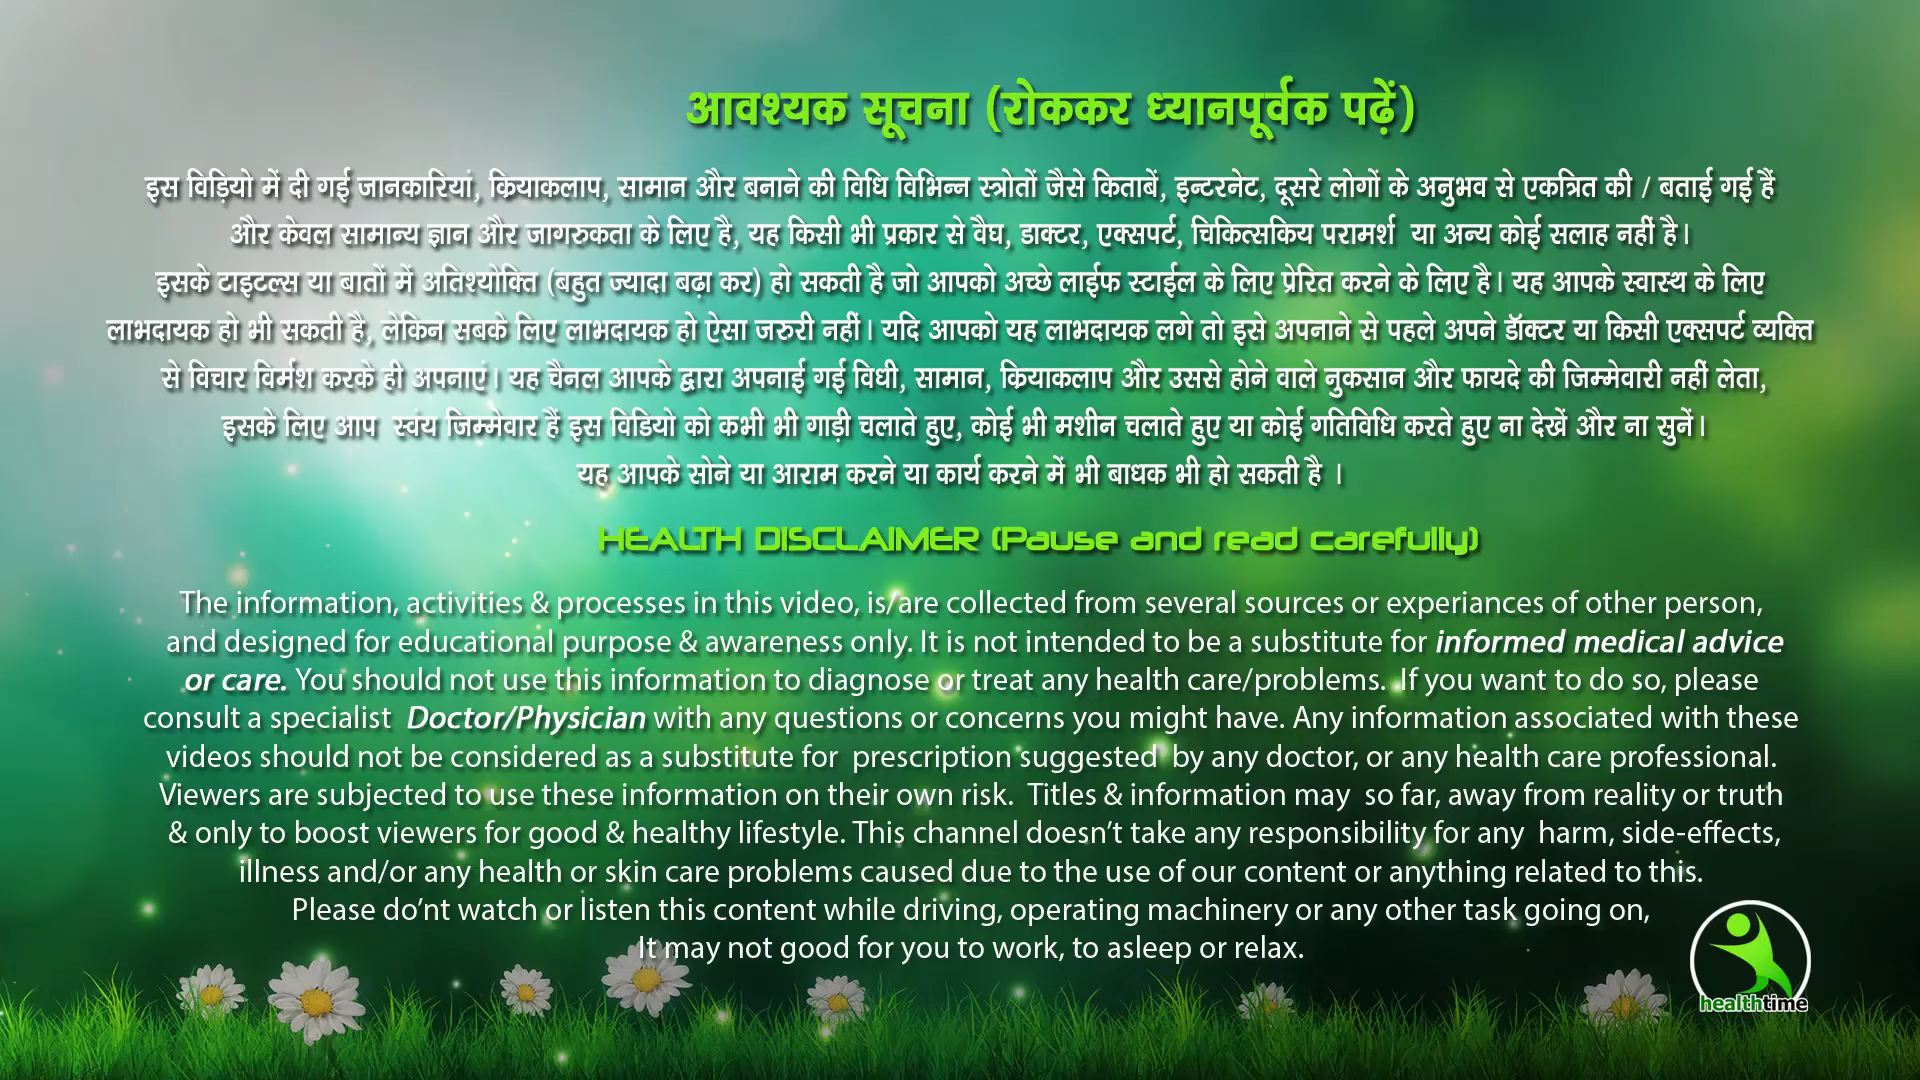 आवश्यक सूचना (रोककर ध्यानपूर्वक पढ़ें)
इस विड़ियो में दी गई जानकारियां, क्रियाकलाप, सामान और बनाने की विधि विभिन्न स्त्रोतों जैसे किताबें, इन्टरनेट, दूसरे लोगों के अनुभव से एकत्रित की / बताई गई हैं
और केवल सामान्य ज्ञान और जागरुकता के लिए है, यह किसी भी प्रकार से वैघ, डाक्टर, एक्सपर्ट, चिकित्सकिय परामर्श या अन्य कोई सलाह नहीं है।
इसके टाइटल्स या बातों में अतिश्योक्ति (बहुत ज्यादा बढ़ा कर) हो सकती है जो आपको अच्छे लाईफ स्टाईल के लिए प्रेरित करने के लिए है। यह आपके स्वास्थ के लिए
लाभदायक हो भी सकती है, लेकिन सबके लिए लाभदायक हो ऐसा जरुरी नहीं। यदि आपको यह लाभदायक लगे तो इसे अपनाने से पहले अपने डॉक्टर या किसी एक्सपर्ट व्यक्ति
से विचार विर्मश करके ही अपनाएं। यह चैनल आपके द्वारा अपनाई गई विधी, सामान, क्रियाकलाप और उससे होने वाले नुकसान और फायदे की जिम्मेवारी नहीं लेता,
इसके लिए आप स्वंय जिम्मेवार हैं इस विडियो को कभी भी गाड़ी चलाते हुए, कोई भी मशीन चलाते हुए या कोई गतिविधि करते हुए ना देखें और ना सुनें।
यह आपके सोने या आराम करने या कार्य करने में भी बाधक भी हो सकती है ।
HEALTH DISCLAIMER (Pause and read carefully)
The information, activities & processes in this video, is/are collected from several sources or experiances of other person,
and designed for educational purpose & awareness only. It is not intended to be a substitute for informed medical advice
or care. You should not use this information to diagnose or treat any health care/problems. If you want to do so, please
consult a specialist Doctor/Physician with any questions or concerns you might have. Any information associated with these
videos should not be considered as a substitute for prescription suggested by any doctor, or any health care professional.
Viewers are subjected to use these information on their own risk. Titles & information may so far, away from reality or truth
& only to boost viewers for good & healthy lifestyle. This channel doesn't take any responsibility for any harm, side-effects,
illness and/or any health or skin care problems caused due to the use of our content or anything related to this.
Please do'nt watch or listen this content while driving, operating machinery or any other task going on,
It may not good for you to work, to asleep or relax.
healthtime